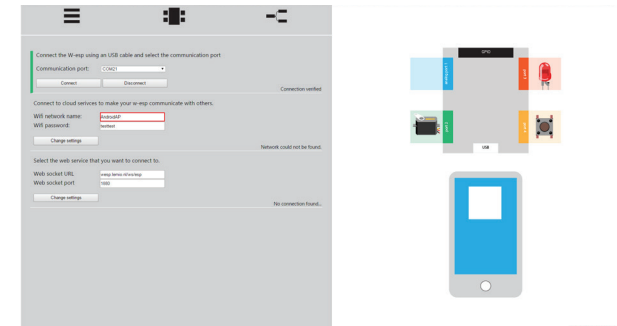 Connect the W-esp using an USB cable and select the communication port
Communication port:
COM21
Connect
Disconnect
Connection verified
Connect to cloud serivces to make your w-esp communicate with others.
Wifi network name:
AndroidAP
Wifi password:
testtest
Change settings
Network could not be found.
Select the web service that you want to connect to.
Web socket URL
Web socket port
Change settings
No connection found...
GPIO
USB